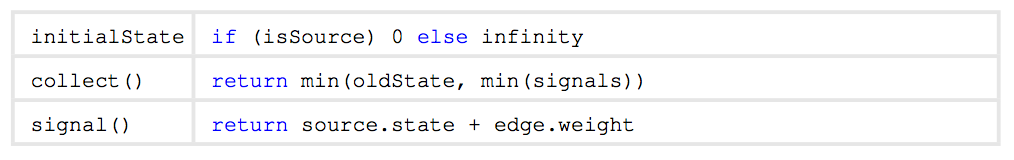 initialState if (isSource) 0 else infinity
collect() return min(oldState, min(signals))
signal() return source.state + edge.weight